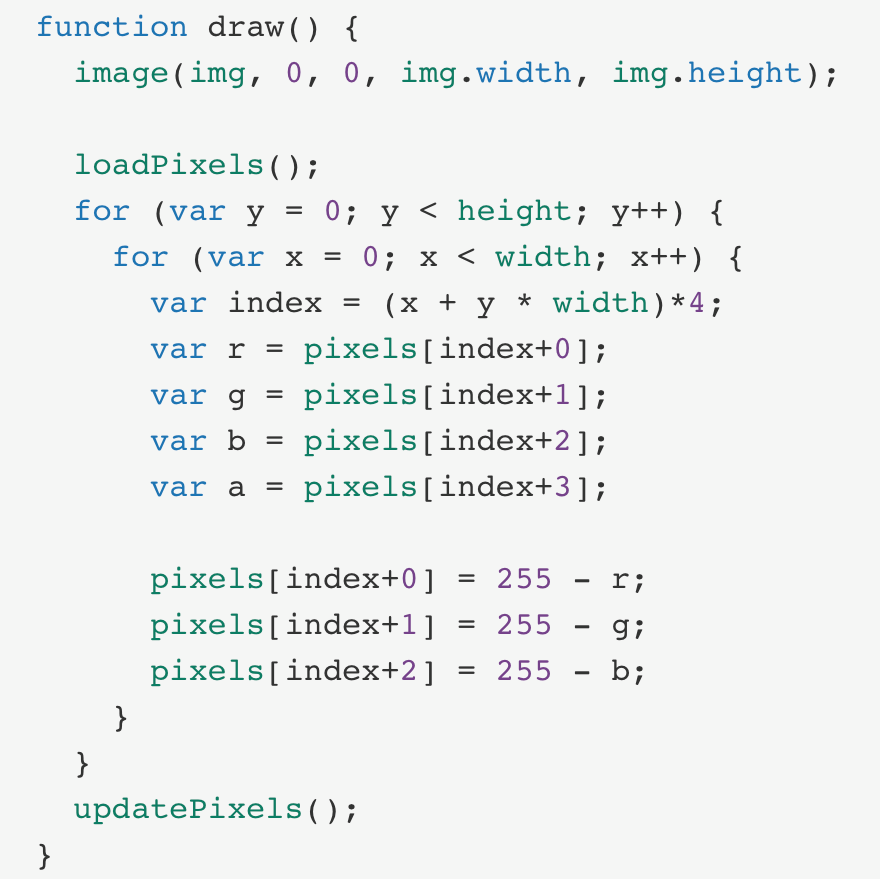 function draw() {
  image(img, 0, 0, img.width, img.height);

  loadPixels();
  for (var y = 0; y < height; y++) {
    for (var x = 0; x < width; x++) {
      var index = (x + y * width)*4;
      var r = pixels[index+0];
      var g = pixels[index+1];
      var b = pixels[index+2];
      var a = pixels[index+3];

      pixels[index+0] = 255 - r;
      pixels[index+1] = 255 - g;
      pixels[index+2] = 255 - b;
    }
  }
  updatePixels();
}